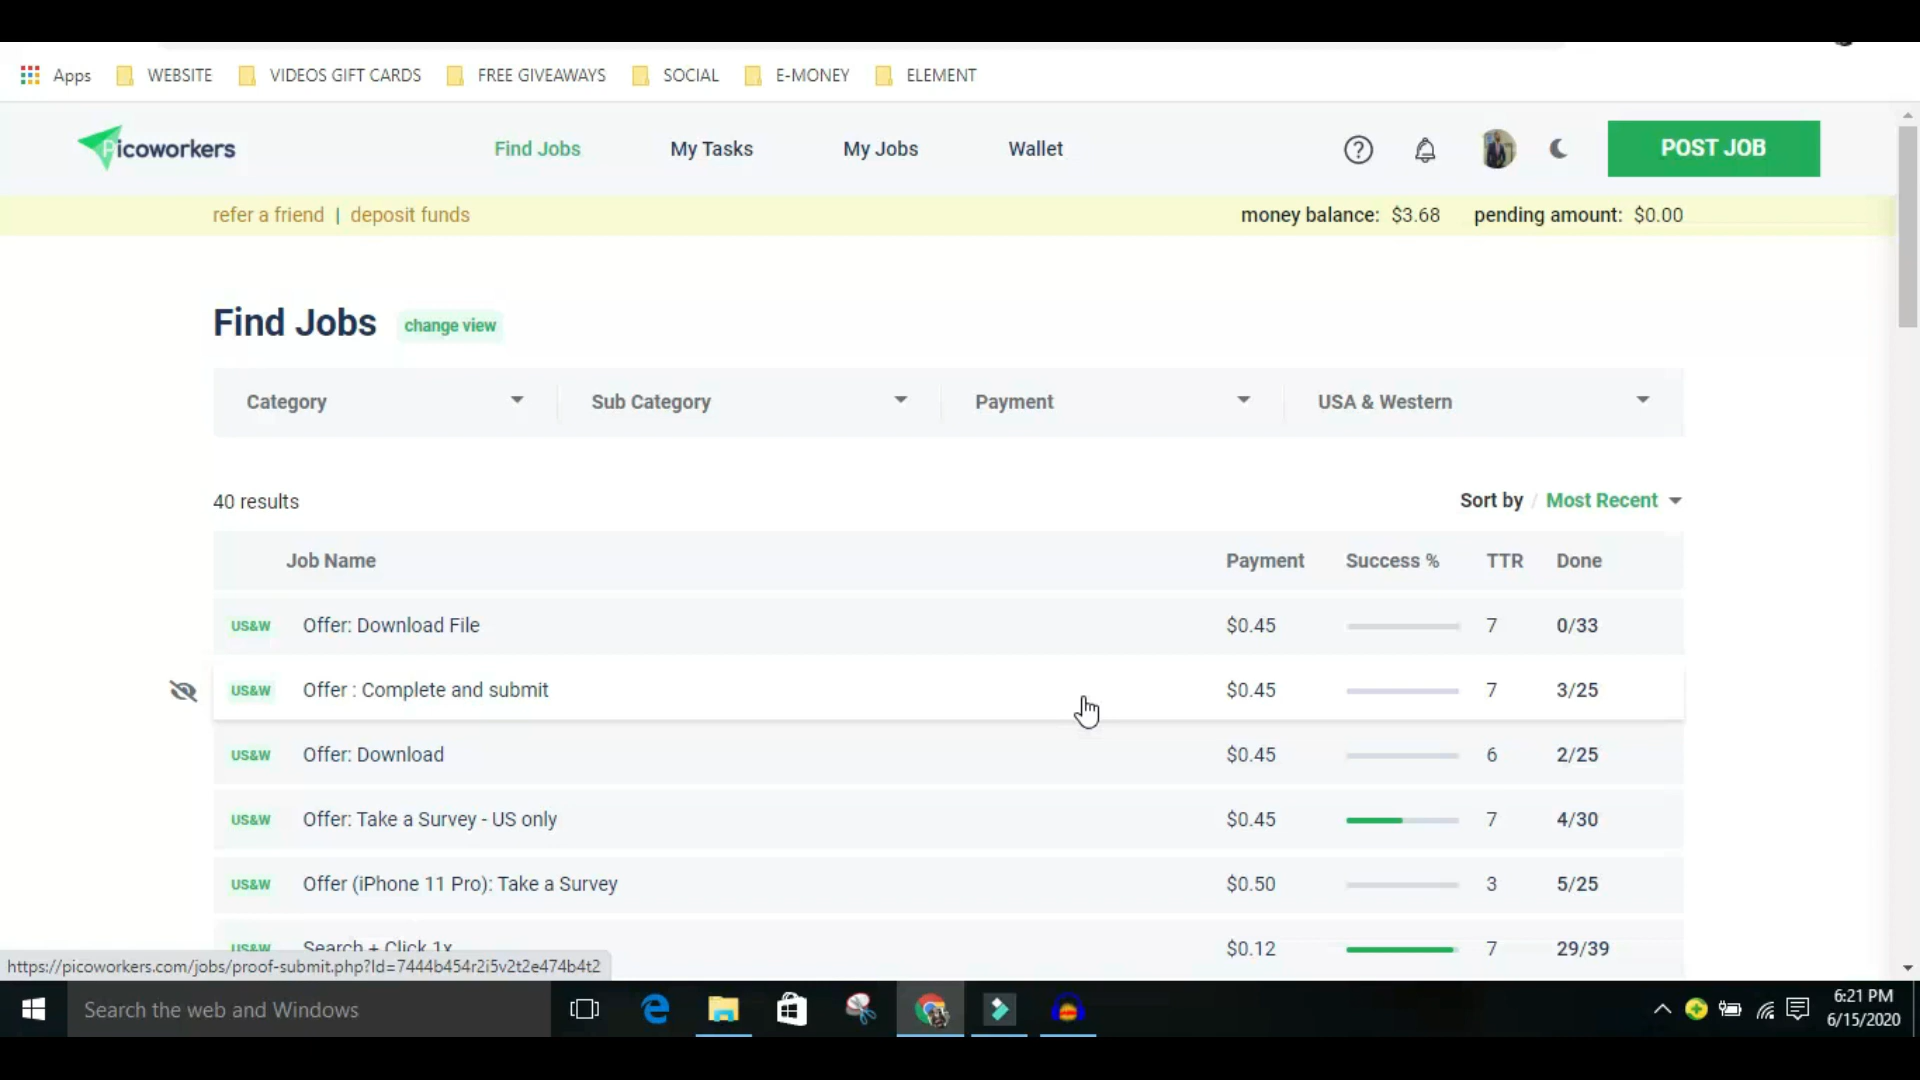 Apps WEBSITE VIDEOS GIFT CARDS FREE GIVEAWAYS SOCIAL E-MONEY ELEMENT
Picoworkers Find Jobs My Tasks My Jobs Wallet POST JOB
refer a friend | deposit funds money balance: $3.68 pending amount: $0.00
Find Jobs change view
Category Sub Category Payment USA & Western
40 results Sort by / Most Recent
Job Name Payment Success % TTR Done
US&W Offer: Download File $0.45 7 0/33
US&W Offer : Complete and submit $0.45 7 3/25
US&W Offer: Download $0.45 6 2/25
US&W Offer: Take a Survey - US only $0.45 7 4/30
US&W Offer (iPhone 11 Pro): Take a Survey $0.50 3 5/25
US&W Search + Click 1x $0.12 7 29/39
https://picoworkers.com/jobs/proof-submit.php?Id=7444b454r2i5v2t2e474b4t2
Search the web and Windows 6:21 PM
6/15/2020